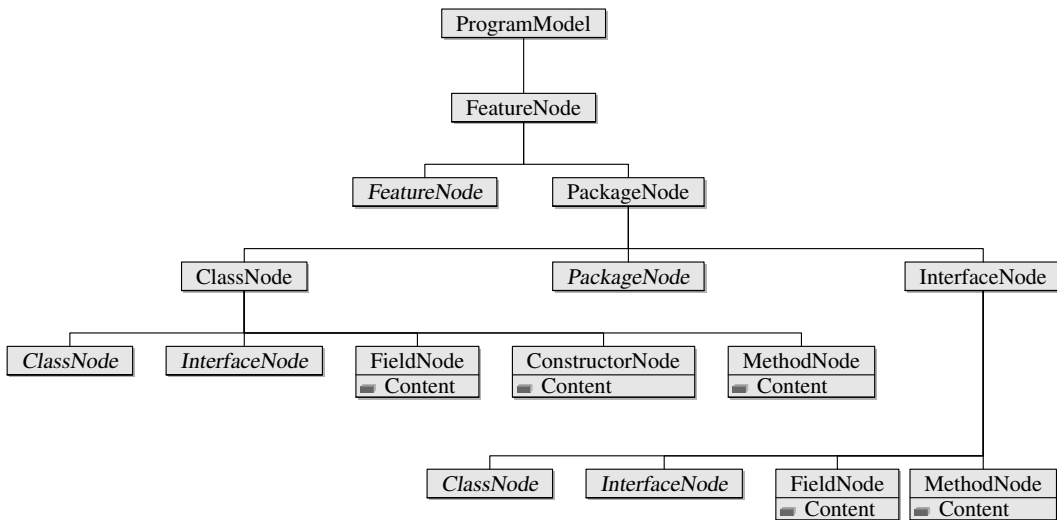 ProgramModel
FeatureNode
FeatureNode
PackageNode
ClassNode
PackageNode
InterfaceNode
ClassNode
InterfaceNode
FieldNode
Content
ConstructorNode
Content
MethodNode
Content
ClassNode
InterfaceNode
FieldNode
Content
MethodNode
Content